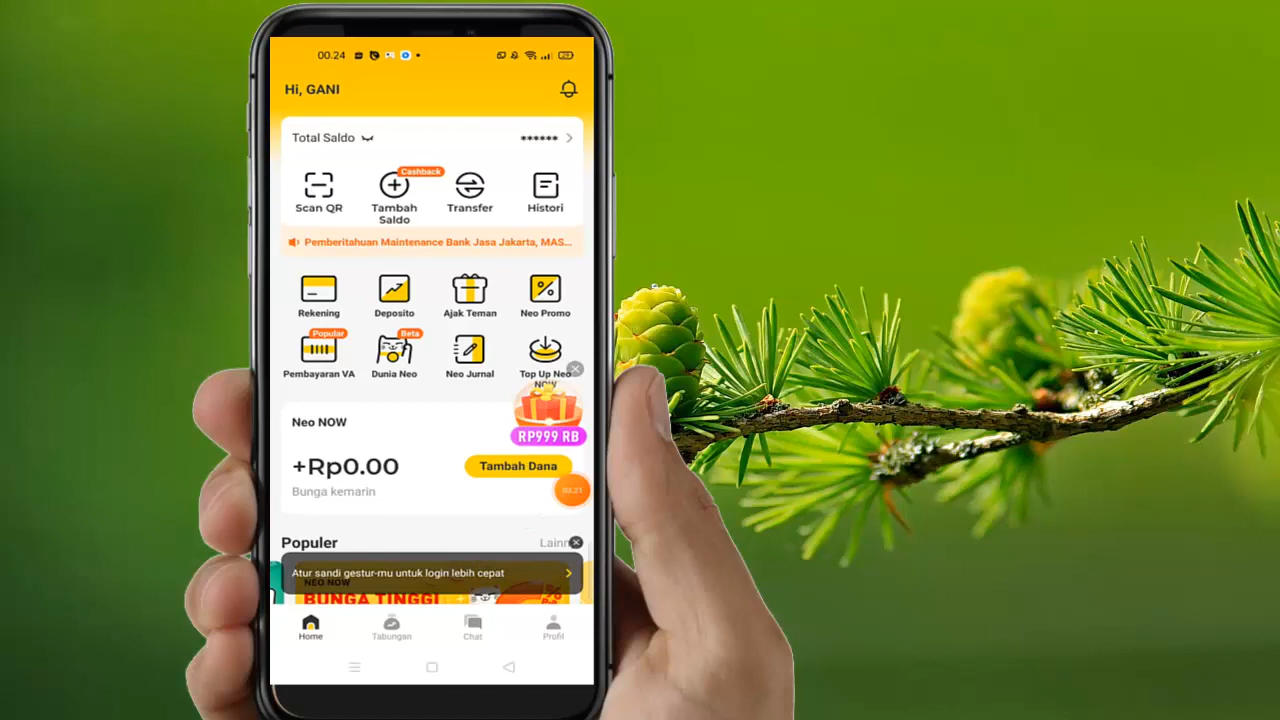 00.24
Hi, GANI
Total Saldo
******
Cashback
Scan QR
Tambah Saldo
Transfer
Histori
Pemberitahuan Maintenance Bank Jasa Jakarta, MAS...
Rekening
Deposito
Ajak Teman
Neo Promo
Popular
Beta
Pembayaran VA
Dunia Neo
Neo Jurnal
Top Up Neo NOW
RP999 RB
Neo NOW
+Rp0.00
Tambah Dana
Bunga kemarin
Populer
Lainn
Atur sandi gestur-mu untuk login lebih cepat
NEO NOW
BUNGA TINGGI
Home
Tabungan
Chat
Profil